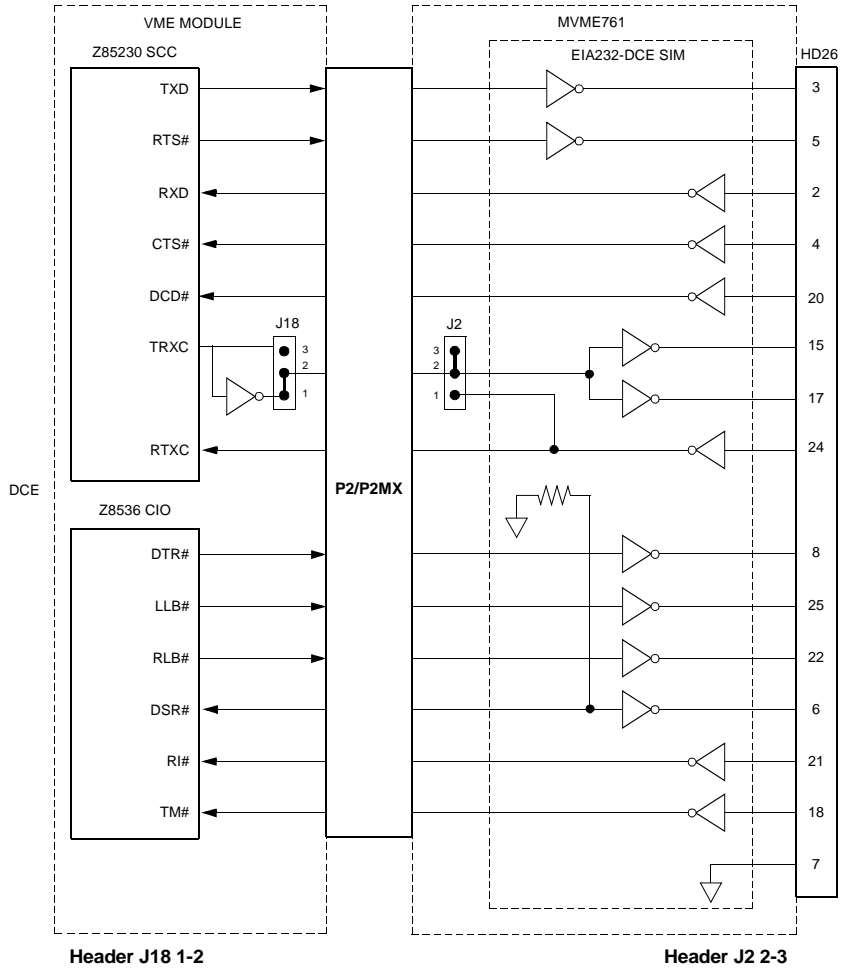 VME MODULE MVME761
Z85230 SCC EIA232-DCE SIM HD26
TXD 3
RTS# 5
RXD 2
CTS# 4
DCD# 20
J18 J2
TRXC 3 3 15
2 2
1 1 17
RTXC 24
DCE P2/P2MX
Z8536 CIO
DTR# 8
LLB# 25
RLB# 22
DSR# 6
RI# 21
TM# 18
7
Header J18 1-2 Header J2 2-3